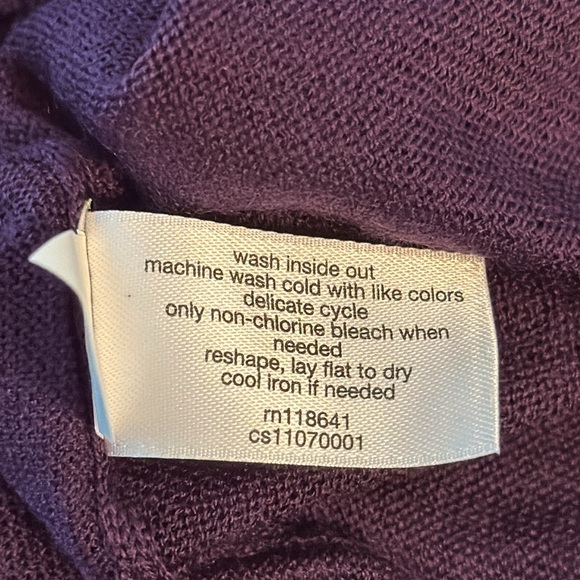 wash inside out
machine wash cold with like colors
delicate cycle
only non-chlorine bleach when
needed
reshape, lay flat to dry
cool iron if needed
rn118641
cs11070001